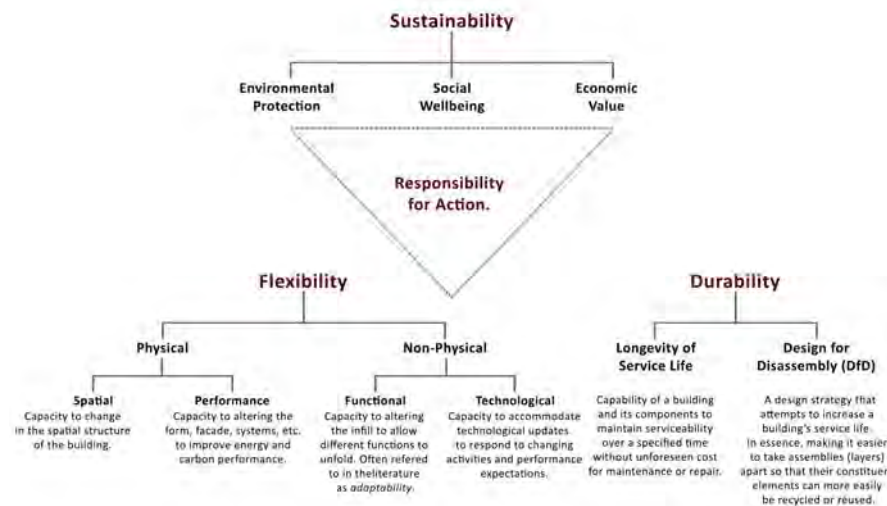 Sustainability
Environmental
Protection
Social
Wellbeing
Economic
Value
Responsibility
for Action.
Flexibility
Durability
Physical
Non-Physical
Longevity of
Service Life
Design for
Disassembly (DfD)
Spatial
Capacity to change
in the spatial structure
of the building.
Performance
Capacity to altering the
form, facade, systems, etc.
to improve energy and
carbon performance.
Functional
Capacity to altering
the infill to allow
different functions to
unfold. Often refered
to in theliterature
as adaptability.
Technological
Capacity to accommodate
technological updates
to respond to changing
activities and performance
expectations.
Capability of a building
and its components to
maintain serviceability
over a specified time
without unforeseen cost
for maintenance or repair.
A design strategy that
attempts to increase a
building's service life.
In essence, making it easier
to take assemblies (layers)
apart so that their constituent
elements can more easily
be recycled or reused.